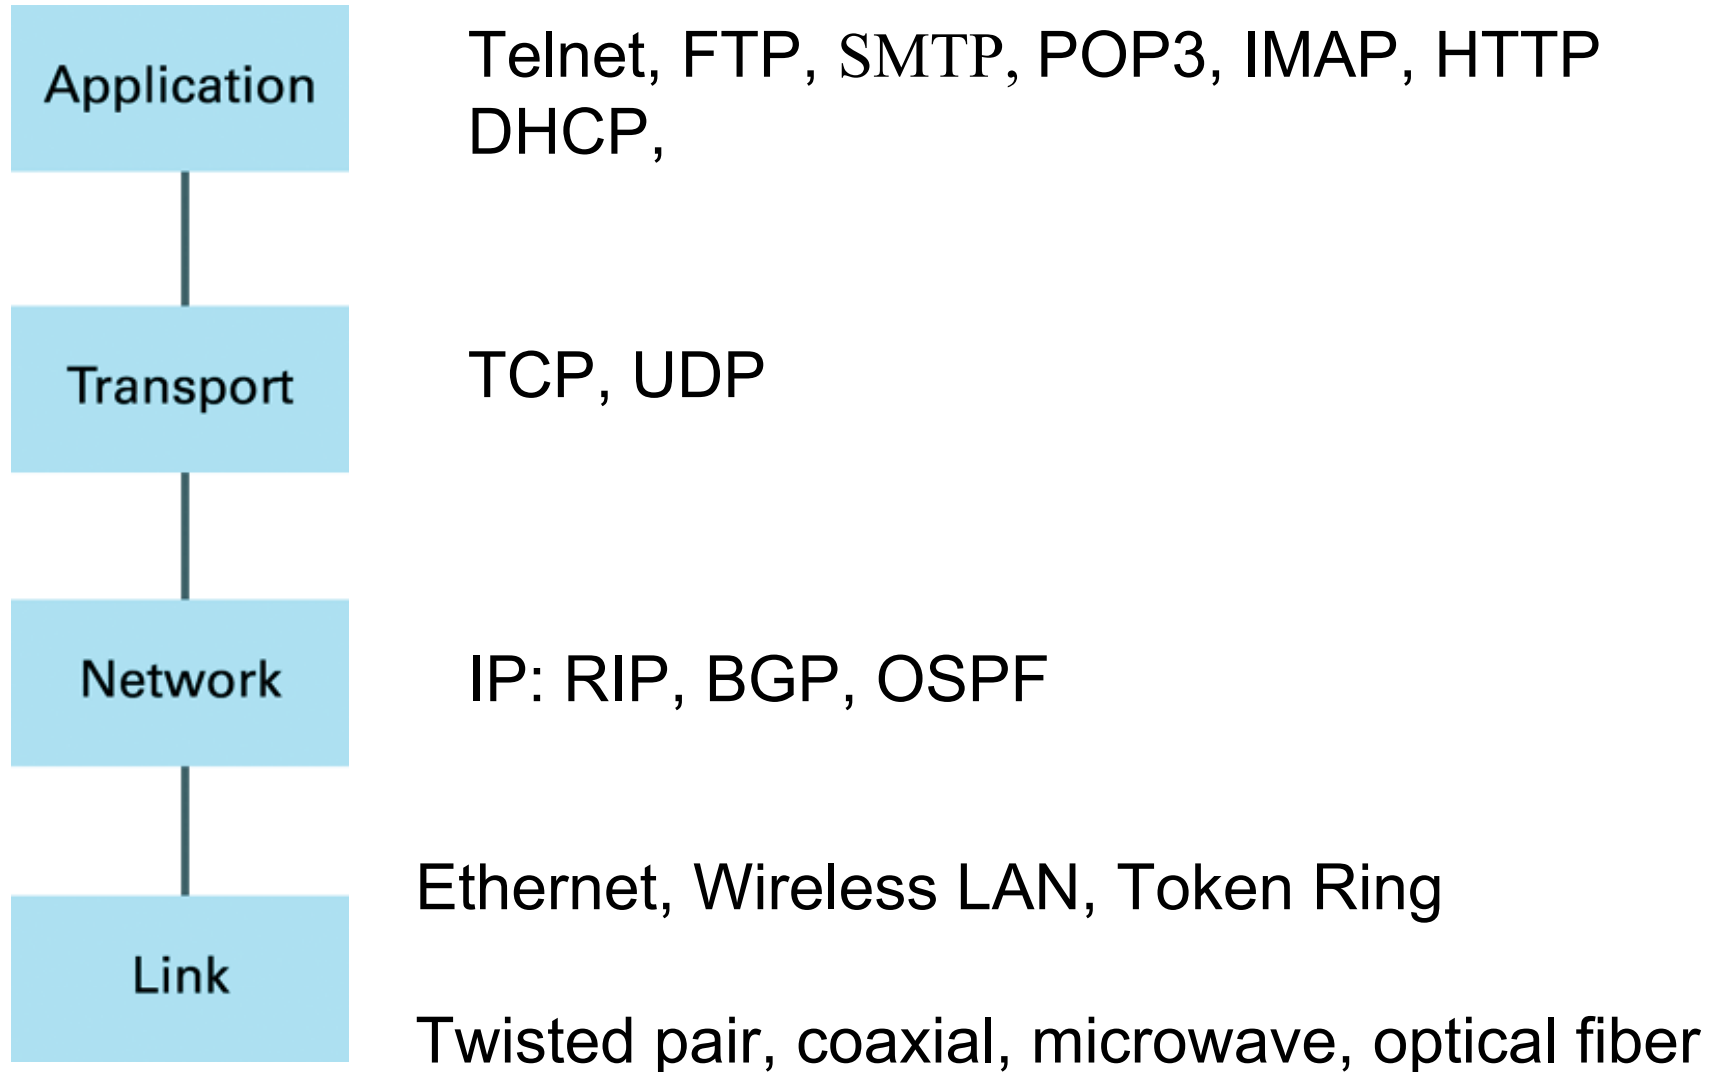 Application
Telnet, FTP, SMTP, POP3, IMAP, HTTP
DHCP,
Transport
TCP, UDP
Network
IP: RIP, BGP, OSPF
Ethernet, Wireless LAN, Token Ring
Link
Twisted pair, coaxial, microwave, optical fiber